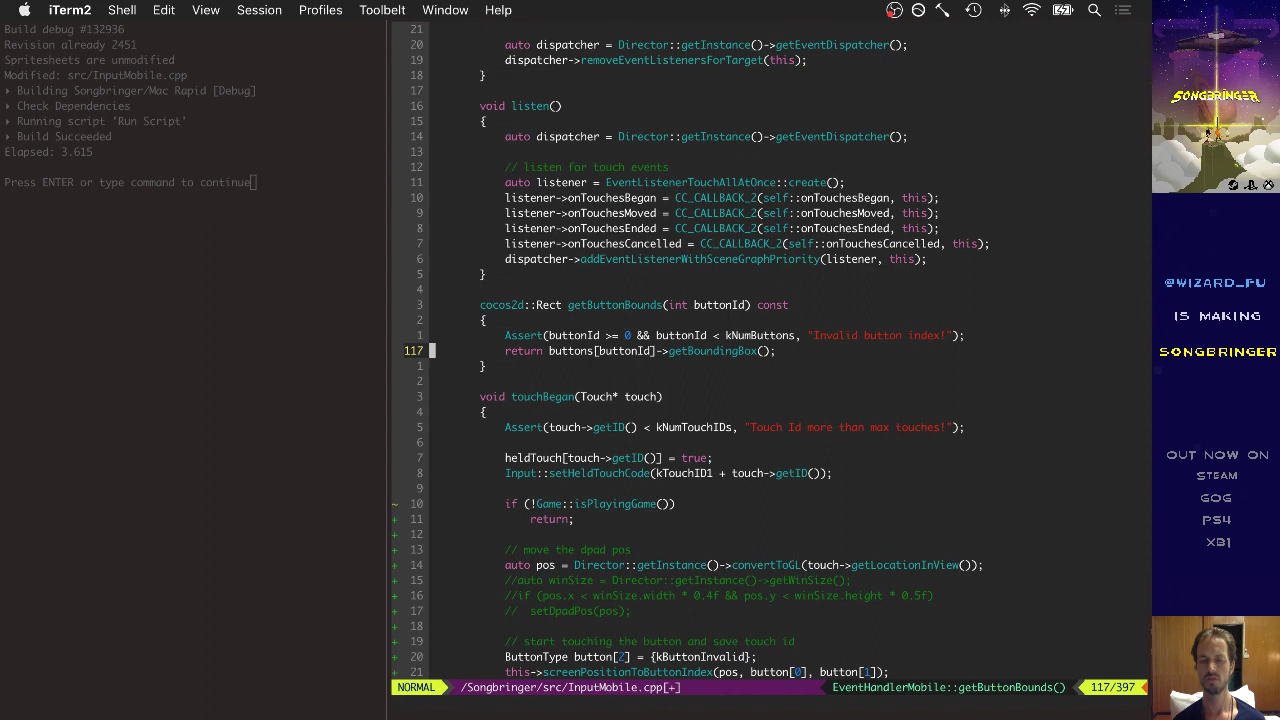 iTerm2 Shell Edit View Session Profiles Toolbelt Window Help
Build debug #132936
Revision already 2451
Spritesheets are unmodified
Modified: src/InputMobile.cpp
▸ Building Songbringer/Mac Rapid [Debug]
▸ Check Dependencies
▸ Running script 'Run Script'
▸ Build Succeeded
Elapsed: 3.615
Press ENTER or type command to continue
21
20 auto dispatcher = Director::getInstance()->getEventDispatcher();
19 dispatcher->removeEventListenersForTarget(this);
18 }
17
16 void listen()
15 {
14 auto dispatcher = Director::getInstance()->getEventDispatcher();
13
12 // listen for touch events
11 auto listener = EventListenerTouchAllAtOnce::create();
10 listener->onTouchesBegan = CC_CALLBACK_2(self::onTouchesBegan, this);
9 listener->onTouchesMoved = CC_CALLBACK_2(self::onTouchesMoved, this);
8 listener->onTouchesEnded = CC_CALLBACK_2(self::onTouchesEnded, this);
7 listener->onTouchesCancelled = CC_CALLBACK_2(self::onTouchesCancelled, this);
6 dispatcher->addEventListenerWithSceneGraphPriority(listener, this);
5 }
4
3 cocos2d::Rect getButtonBounds(int buttonId) const
2 {
1 Assert(buttonId >= 0 && buttonId < kNumButtons, "Invalid button index!");
117 return buttons[buttonId]->getBoundingBox();
1 }
2
3 void touchBegan(Touch* touch)
4 {
5 Assert(touch->getID() < kNumTouchIDs, "Touch Id more than max touches!");
6
7 heldTouch[touch->getID()] = true;
8 Input::setHeldTouchCode(kTouchID1 + touch->getID());
9
~ 10 if (!Game::isPlayingGame())
+ 11 return;
+ 12
+ 13 // move the dpad pos
+ 14 auto pos = Director::getInstance()->convertToGL(touch->getLocationInView());
+ 15 //auto winSize = Director::getInstance()->getWinSize();
+ 16 //if (pos.x < winSize.width * 0.4f && pos.y < winSize.height * 0.5f)
+ 17 // setDpadPos(pos);
+ 18
+ 19 // start touching the button and save touch id
+ 20 ButtonType button[2] = {kButtonInvalid};
+ 21 this->screenPositionToButtonIndex(pos, button[0], button[1]);
NORMAL /Songbringer/src/InputMobile.cpp[+] EventHandlerMobile::getButtonBounds() 117/397
SONGBRINGER
@WIZARD_FU
IS MAKING
SONGBRINGER
OUT NOW ON
STEAM
GOG
PS4
XB1